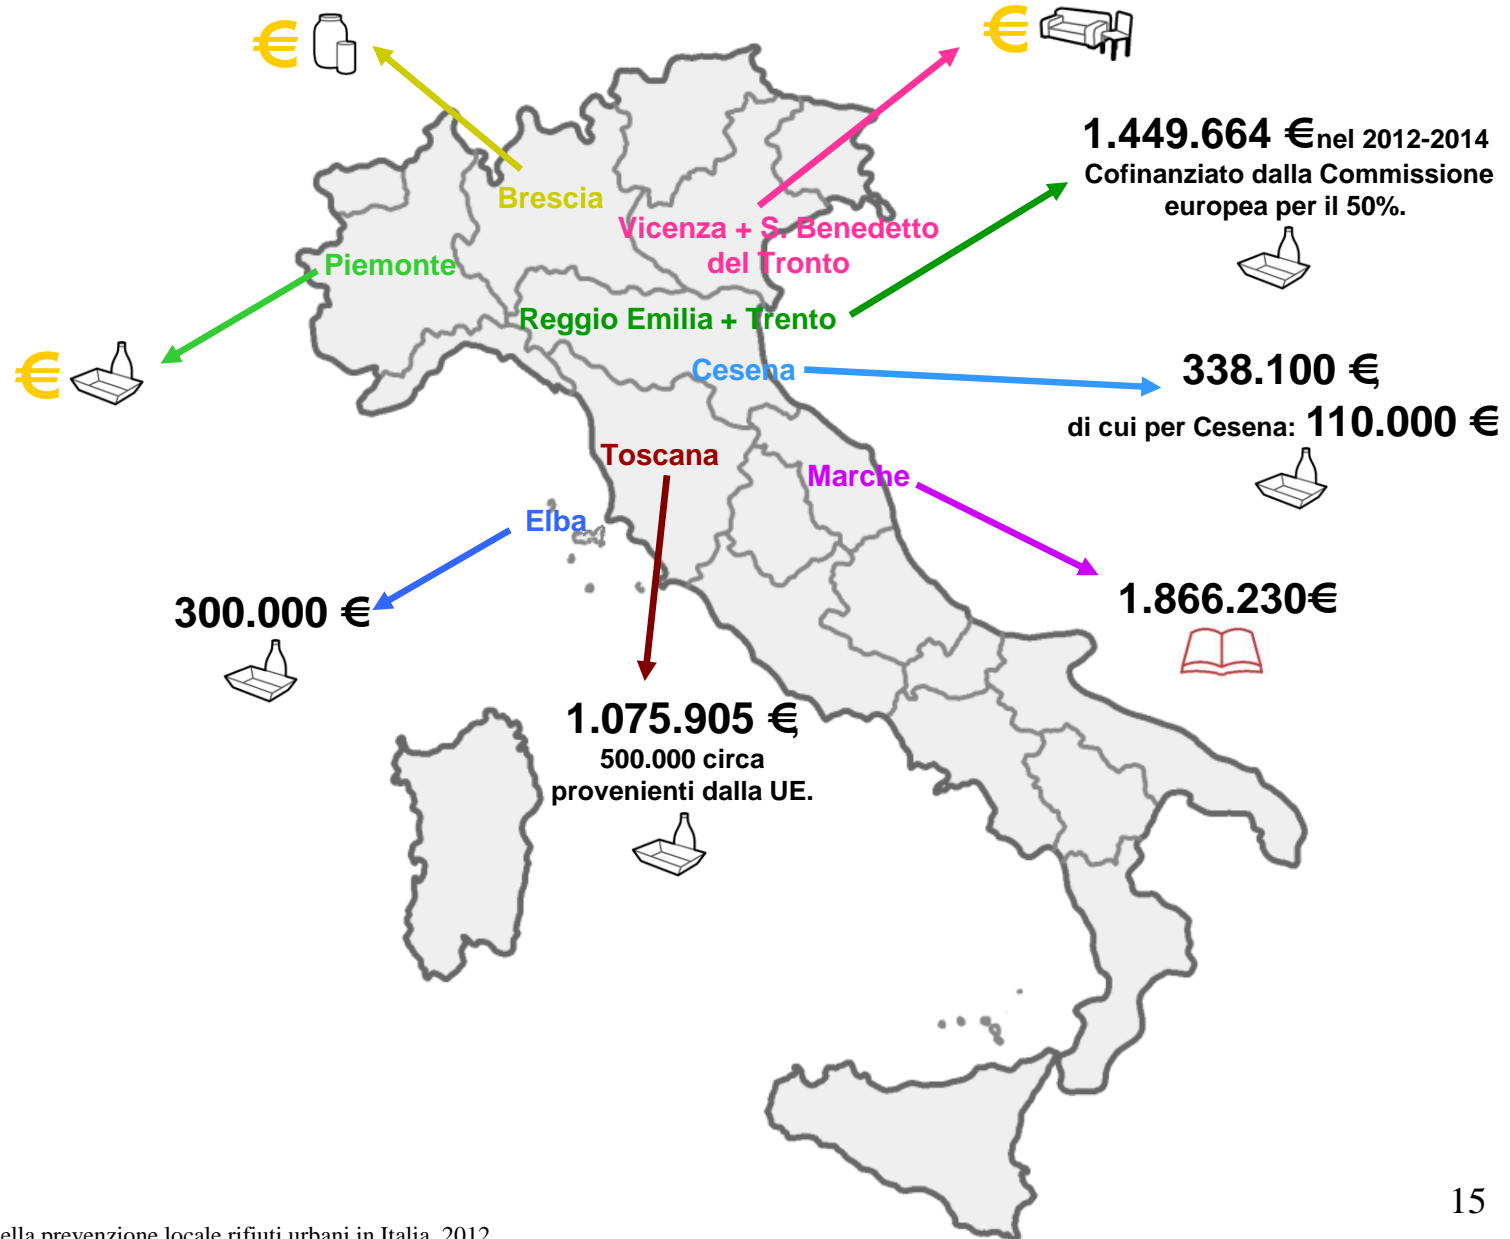 €
€
1.449.664 € nel 2012-2014
Cofinanziato dalla Commissione
europea per il 50%.
Brescia
Vicenza + S. Benedetto
del Tronto
Piemonte
Reggio Emilia + Trento
€
Cesena
338.100 €,
di cui per Cesena: 110.000 €
Toscana
Marche
Elba
300.000 €
1.866.230€
1.075.905 €,
500.000 circa
provenienti dalla UE.
15
prevenzione locale rifiuti urbani in Italia, 2012